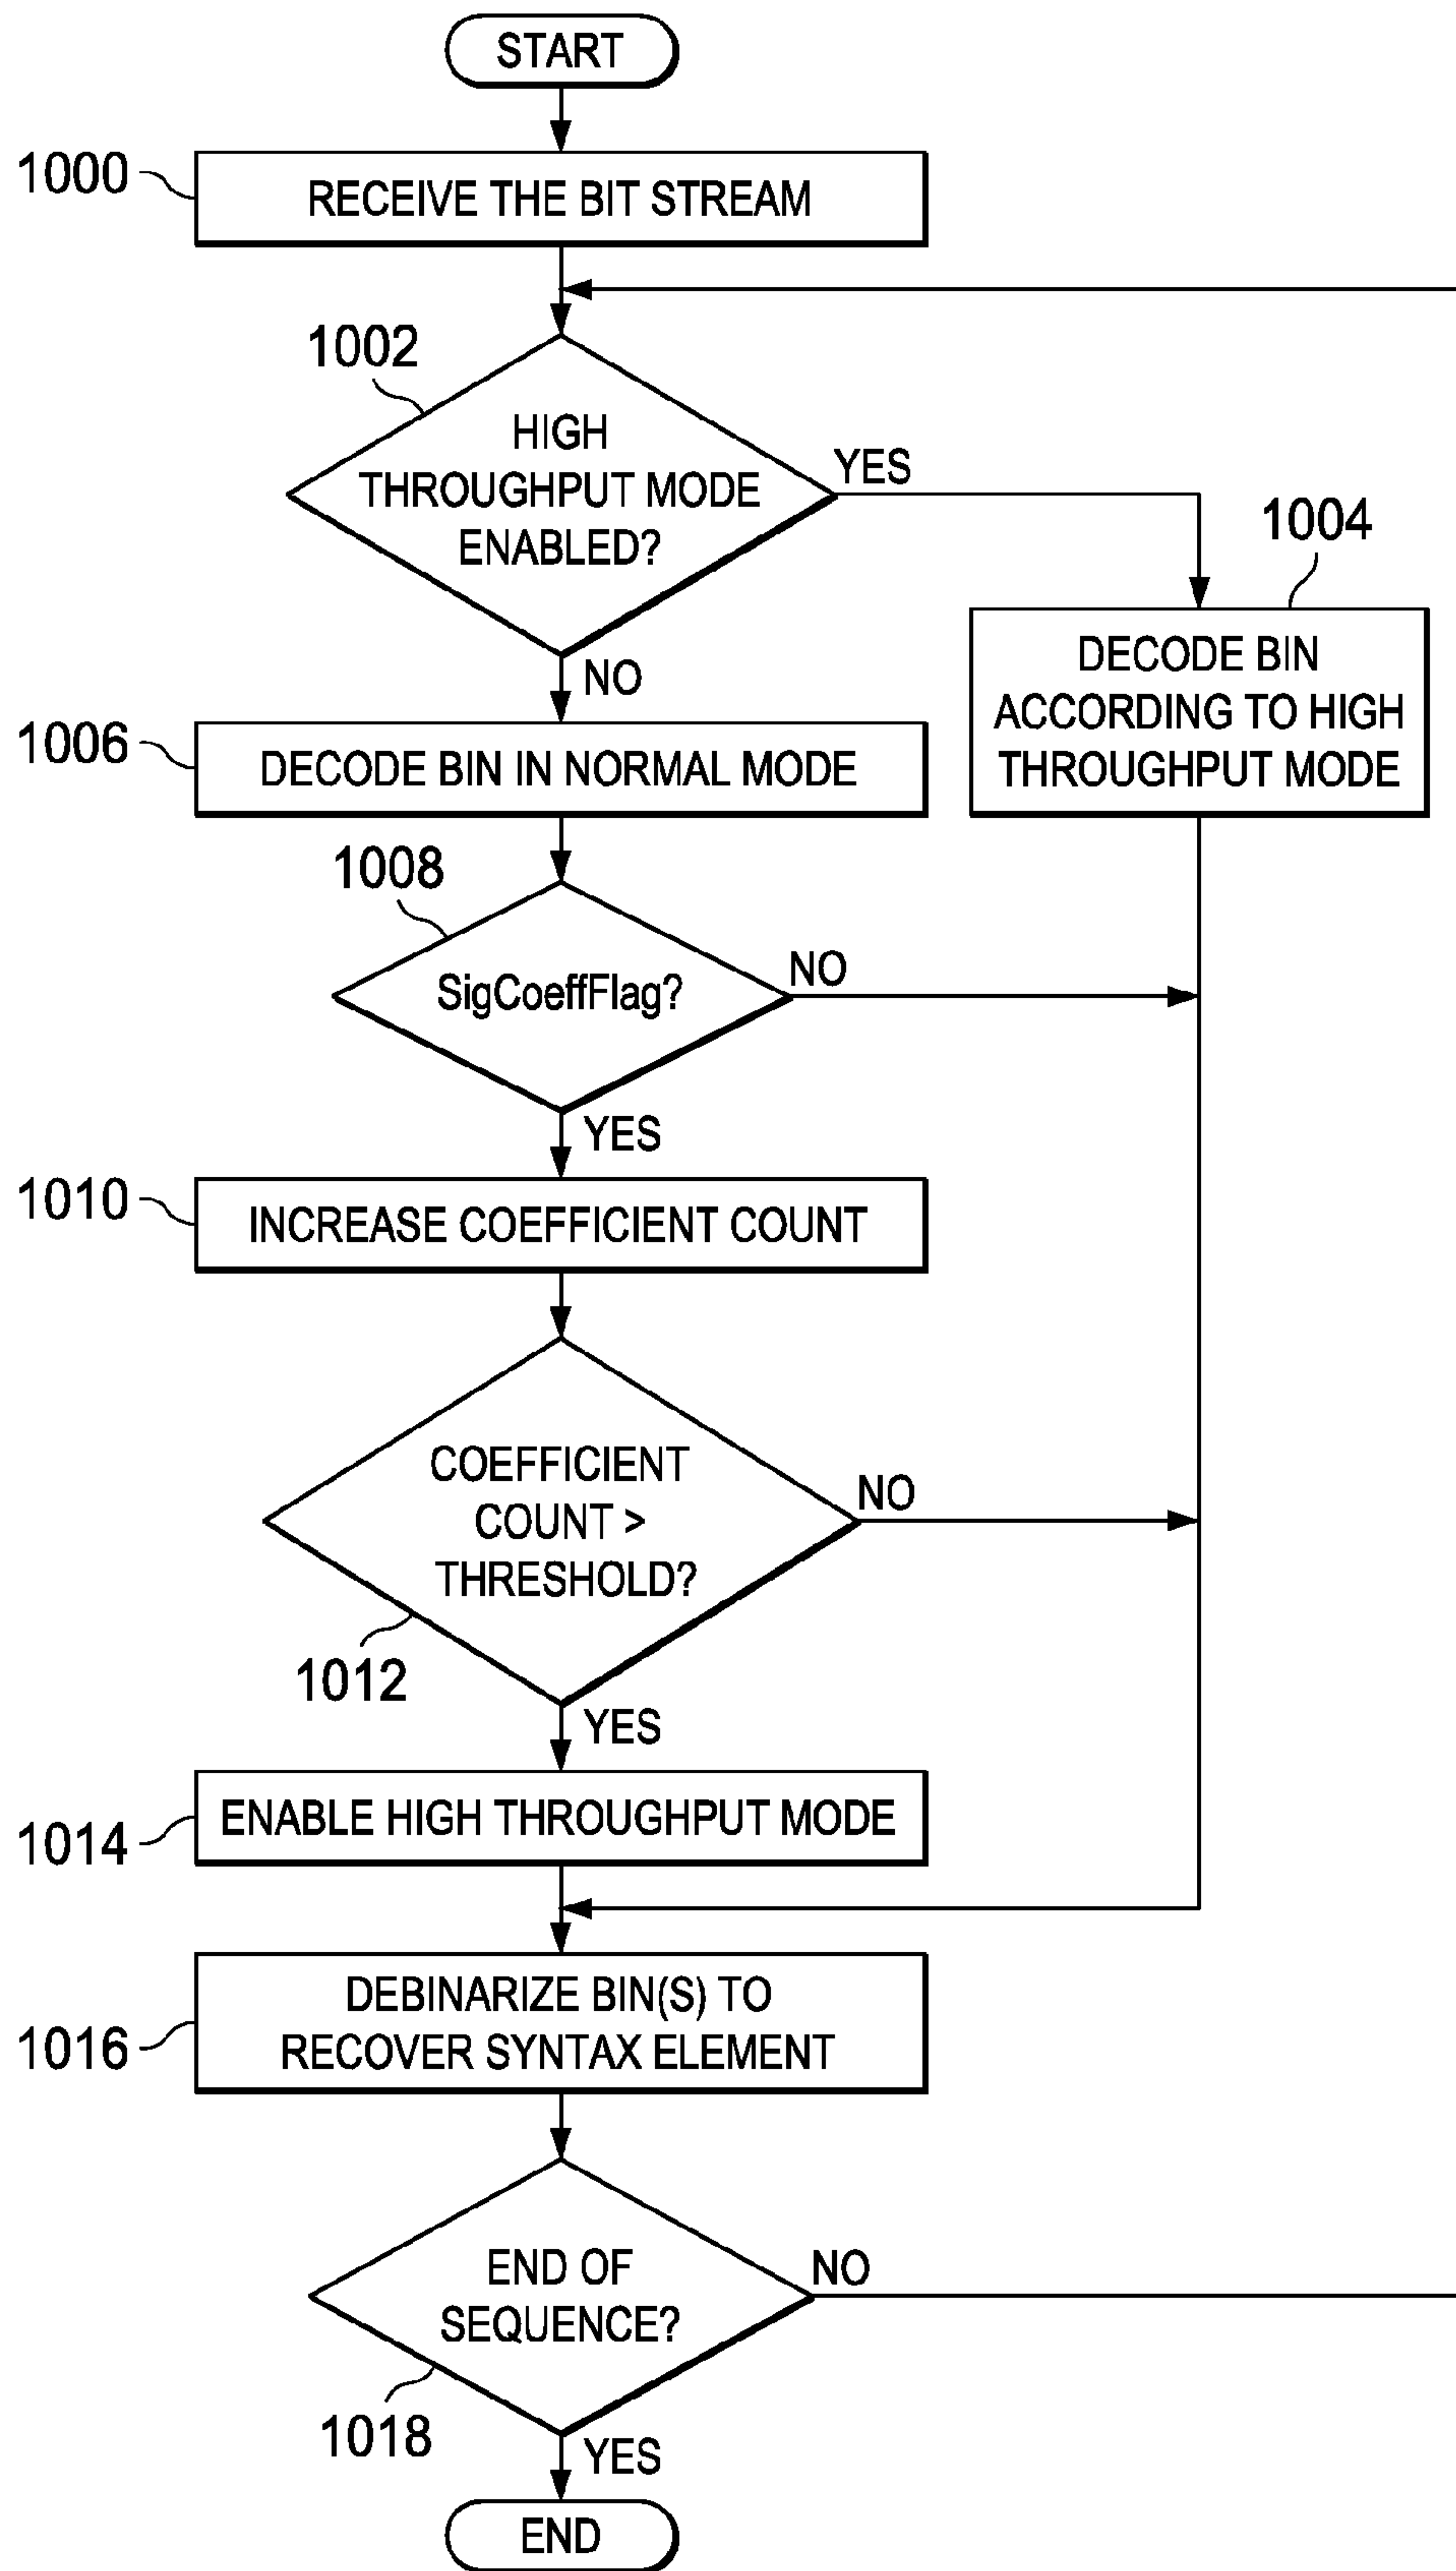 START
1000
RECEIVE THE BIT STREAM
1002
HIGH
THROUGHPUT MODE
ENABLED?
YES
NO
1004
DECODE BIN
ACCORDING TO HIGH
THROUGHPUT MODE
1006
DECODE BIN IN NORMAL MODE
1008
SigCoeffFlag?
NO
YES
1010
INCREASE COEFFICIENT COUNT
COEFFICIENT
COUNT >
THRESHOLD?
NO
1012
YES
1014
ENABLE HIGH THROUGHPUT MODE
1016
DEBINARIZE BIN(S) TO
RECOVER SYNTAX ELEMENT
END OF
SEQUENCE?
NO
1018
YES
END